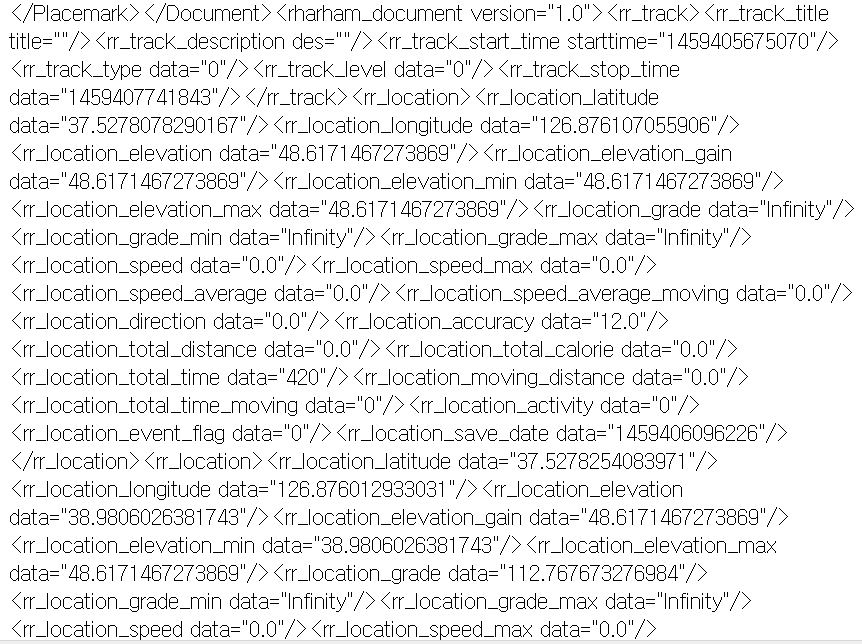 </Placemark></Document><rharham_document version="1.0"><rr_track><rr_track_title
title=""/><rr_track_description des=""/><rr_track_start_time starttime="1459405675070"/>
<rr_track_type data="0"/><rr_track_level data="0"/><rr_track_stop_time
data="1459407741843"/></rr_track><rr_location><rr_location_latitude
data="37.5278078290167"/><rr_location_longitude data="126.876107055906"/>
<rr_location_elevation data="48.6171467273869"/><rr_location_elevation_gain
data="48.6171467273869"/><rr_location_elevation_min data="48.6171467273869"/>
<rr_location_elevation_max data="48.6171467273869"/><rr_location_grade data="Infinity"/>
<rr_location_grade_min data="Infinity"/><rr_location_grade_max data="Infinity"/>
<rr_location_speed data="0.0"/><rr_location_speed_max data="0.0"/>
<rr_location_speed_average data="0.0"/><rr_location_speed_average_moving data="0.0"/>
<rr_location_direction data="0.0"/><rr_location_accuracy data="12.0"/>
<rr_location_total_distance data="0.0"/><rr_location_total_calorie data="0.0"/>
<rr_location_total_time data="420"/><rr_location_moving_distance data="0.0"/>
<rr_location_total_time_moving data="0"/><rr_location_activity data="0"/>
<rr_location_event_flag data="0"/><rr_location_save_date data="1459406096226"/>
</rr_location><rr_location><rr_location_latitude data="37.5278254083971"/>
<rr_location_longitude data="126.876012933031"/><rr_location_elevation
data="38.9806026381743"/><rr_location_elevation_gain data="48.6171467273869"/>
<rr_location_elevation_min data="38.9806026381743"/><rr_location_elevation_max
data="48.6171467273869"/><rr_location_grade data="112.767673276984"/>
<rr_location_grade_min data="Infinity"/><rr_location_grade_max data="Infinity"/>
<rr_location_speed data="0.0"/><rr_location_speed_max data="0.0"/>